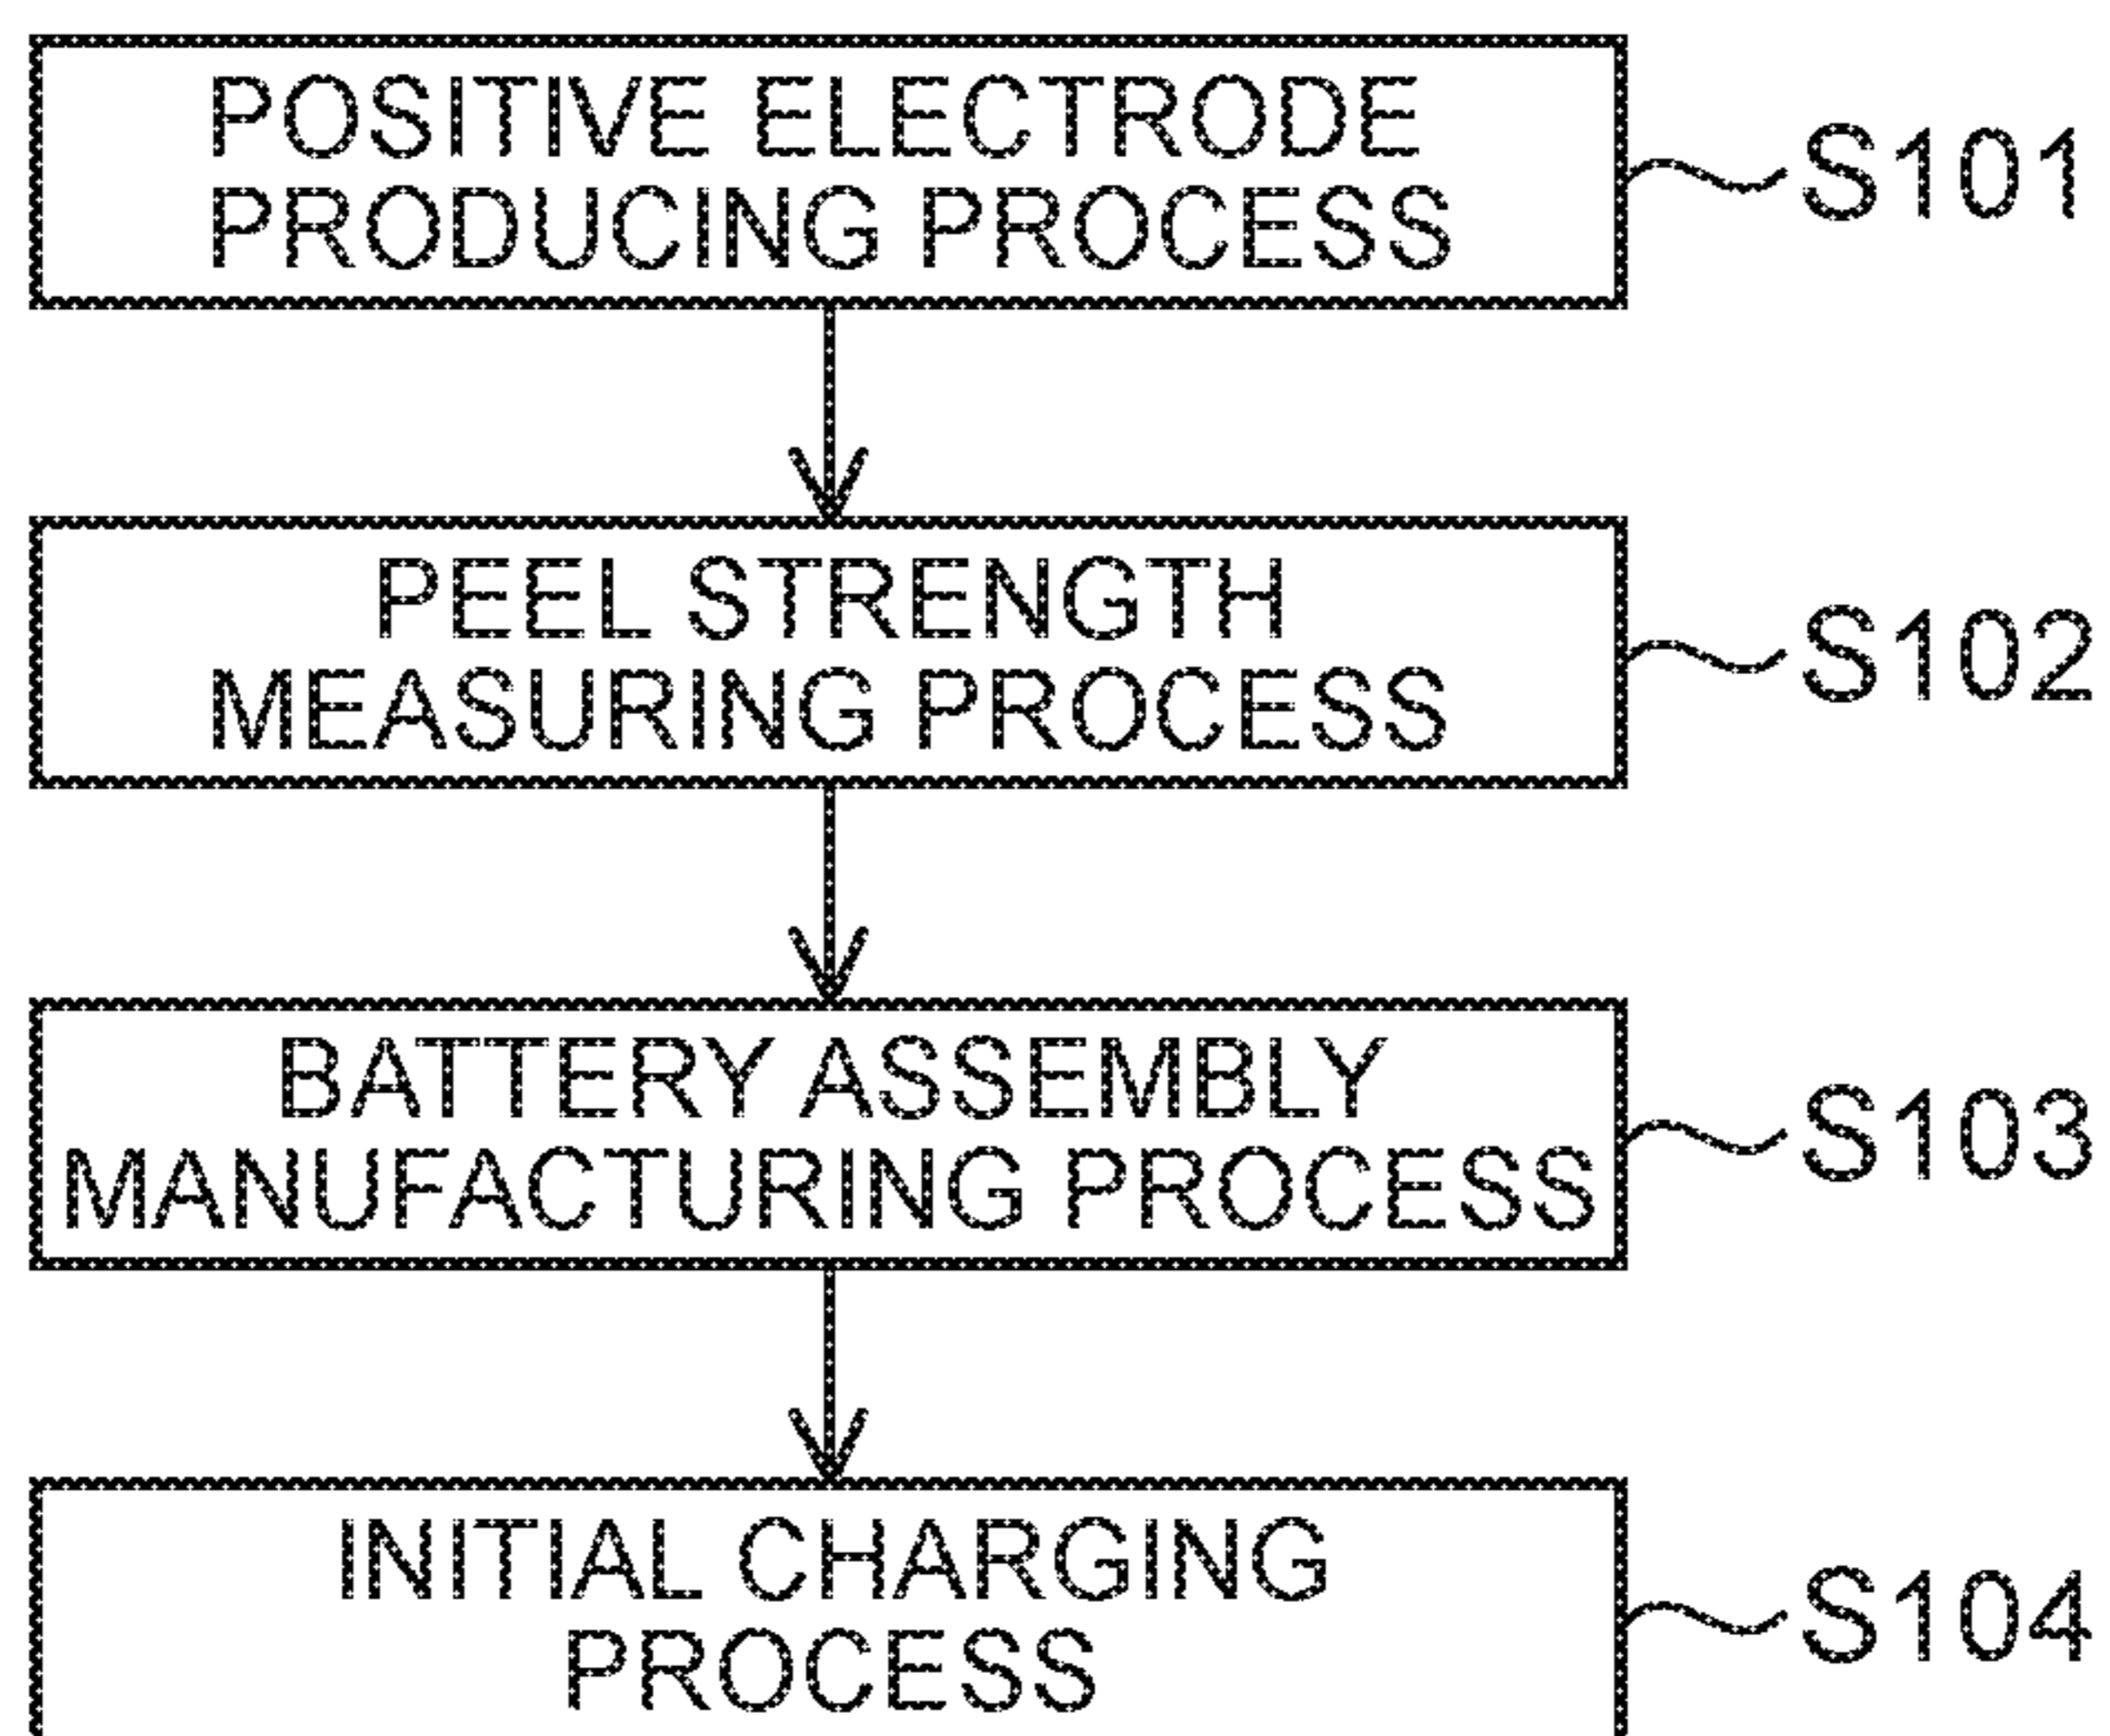 POSITIVE ELECTRODE
PRODUCING PROCESS
S101
PEEL STRENGTH
MEASURING PROCESS
S102
BATTERY ASSEMBLY
MANUFACTURING PROCESS
S103
INITIAL CHARGING
PROCESS
S104